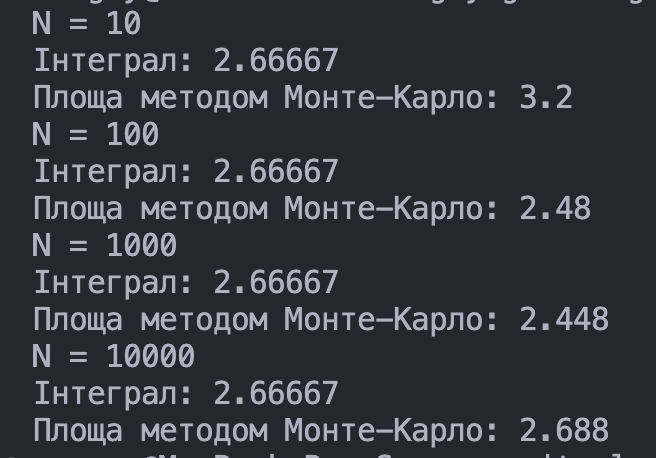 N = 10
Інтеграл: 2.66667
Площа методом Монте-Карло: 3.2
N = 100
Інтеграл: 2.66667
Площа методом Монте-Карло: 2.48
N = 1000
Інтеграл: 2.66667
Площа методом Монте-Карло: 2.448
N = 10000
Інтеграл: 2.66667
Площа методом Монте-Карло: 2.688